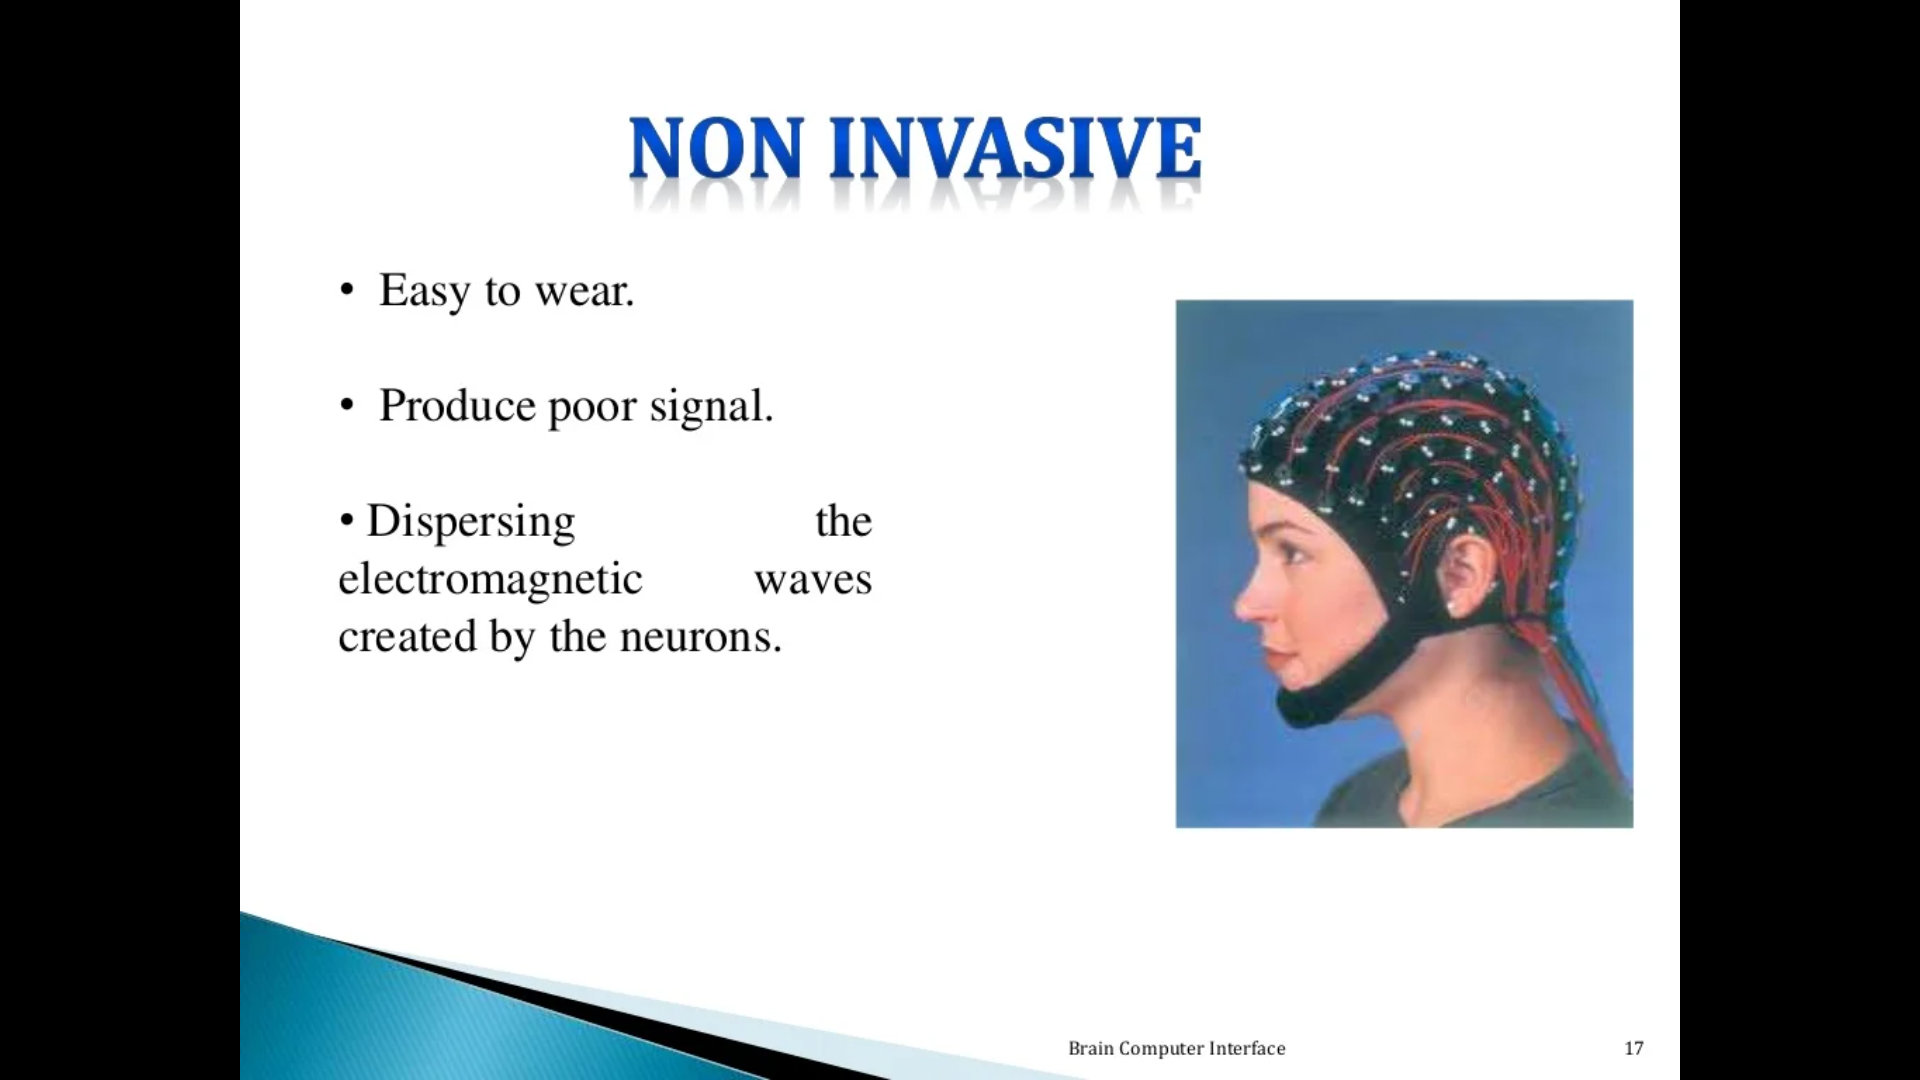 NON INVASIVE
• Easy to wear.
• Produce poor signal.
• Dispersing the
electromagnetic waves
created by the neurons.
Brain Computer Interface 17